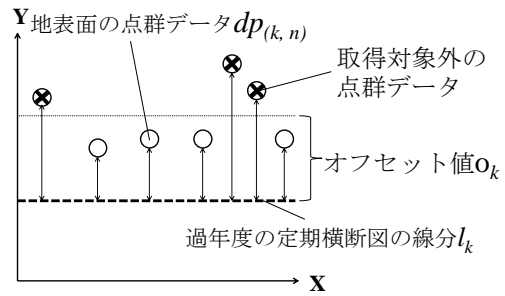 Y
地表面の点群データdp(k, n)
取得対象外の
点群データ
オフセット値ok
過年度の定期横断図の線分lk
X